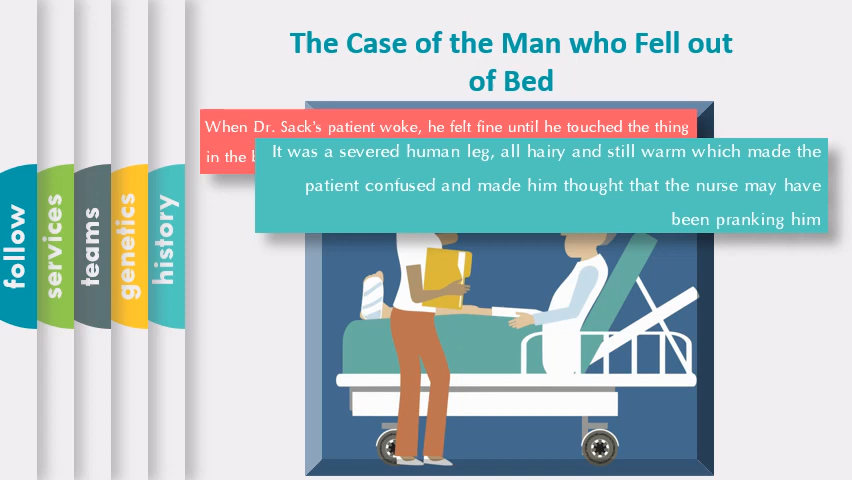 The Case of the Man who Fell out
of Bed
When Dr. Sack's patient woke, he felt fine until he touched the thing
in the
It was a severed human leg, all hairy and still warm which made the
patient confused and made him thought that the nurse may have
been pranking him
follow
services
teams
genetics
history